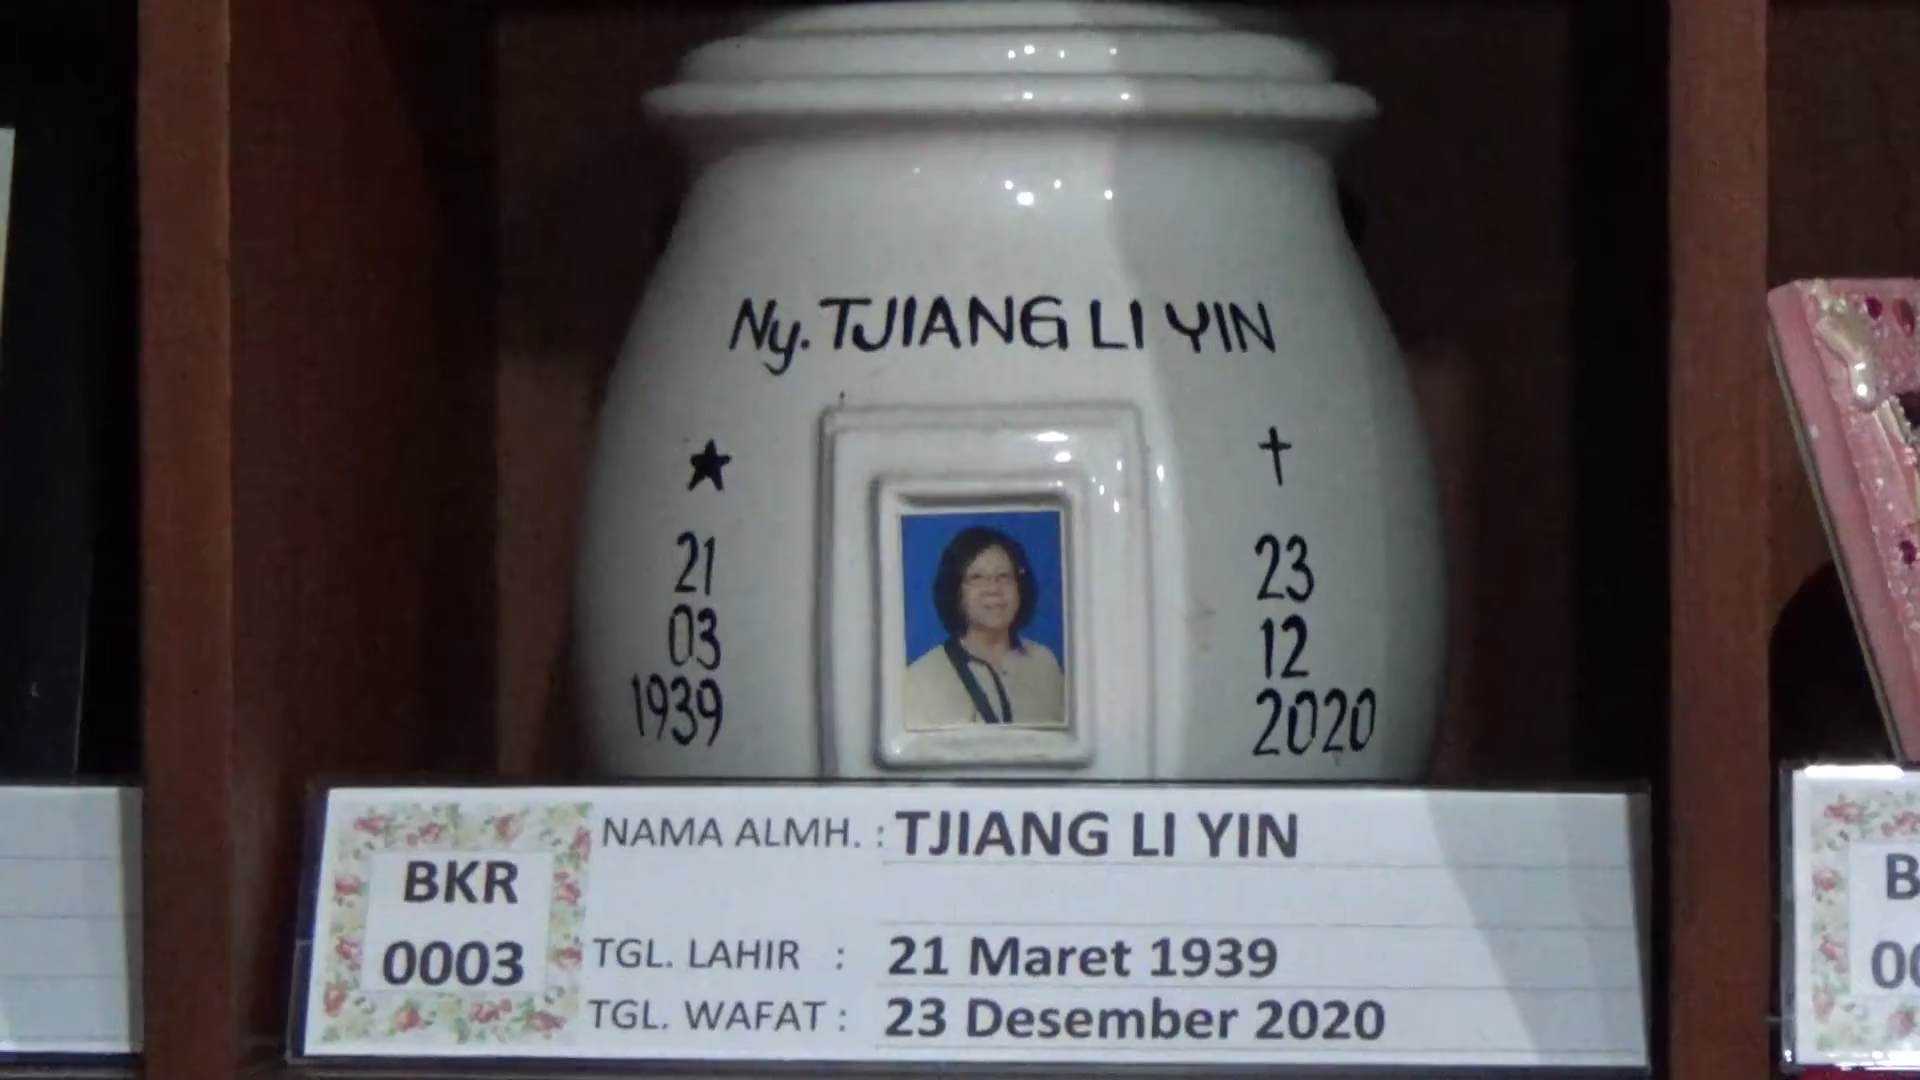 Ny. TJIANG LI YIN
★ †
21 23
03 12
1939 2020
BKR
0003
NAMA ALMH. : TJIANG LI YIN
TGL. LAHIR : 21 Maret 1939
TGL. WAFAT : 23 Desember 2020